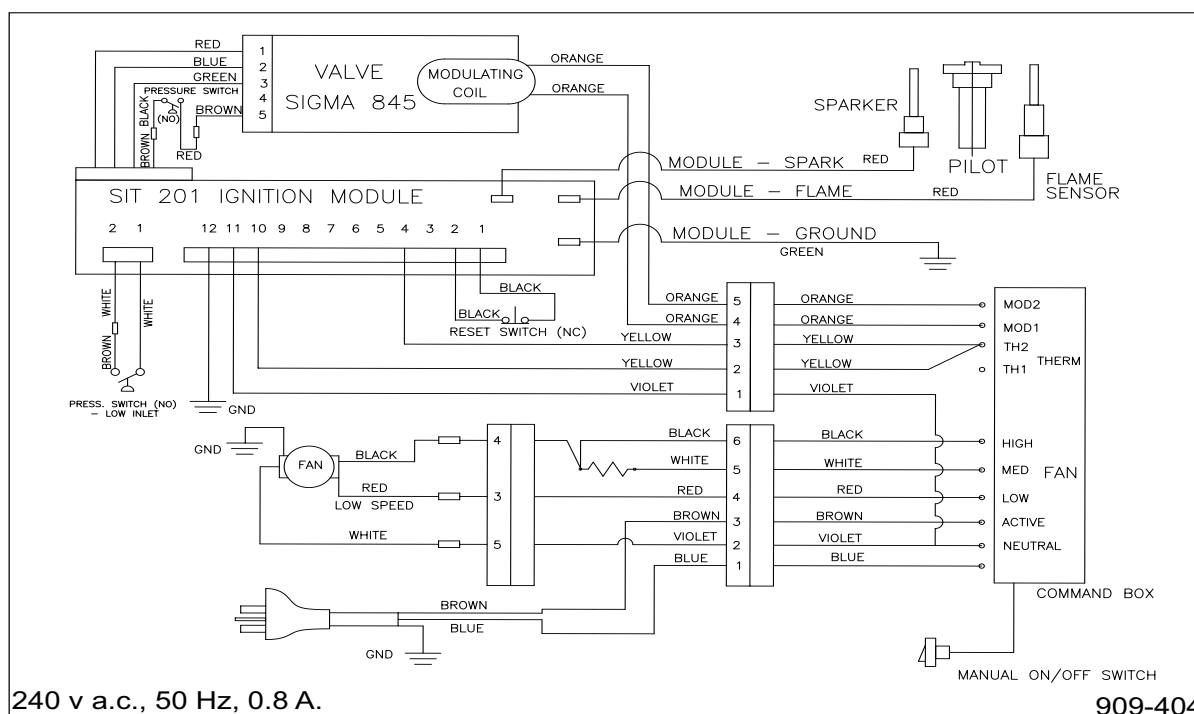 RED
BLUE
GREEN
PRESSURE SWITCH
(NO)
BROWN
BROWN BLACK
RED
1
2
3
4
5
VALVE
SIGMA 845
MODULATING
COIL
ORANGE
ORANGE
SPARKER
PILOT
FLAME
SENSOR
MODULE - SPARK RED
MODULE - FLAME RED
MODULE - GROUND
GREEN
SIT 201 IGNITION MODULE
2 1 12 11 10 9 8 7 6 5 4 3 2 1
BLACK
BLACK
RESET SWITCH (NC)
BROWN WHITE
WHITE
PRESS. SWITCH (NO)
- LOW INLET
GND
ORANGE 5 ORANGE MOD2
ORANGE 4 ORANGE MOD1
YELLOW 3 YELLOW TH2
YELLOW 2 YELLOW TH1
VIOLET 1 VIOLET
THERM
GND
FAN
BLACK 4
RED 3
LOW SPEED
WHITE 5
BLACK 6 BLACK HIGH
WHITE 5 WHITE MED
RED 4 RED LOW
BROWN 3 BROWN ACTIVE
VIOLET 2 VIOLET NEUTRAL
BLUE 1 BLUE
FAN
COMMAND BOX
BROWN
BLUE
GND
MANUAL ON/OFF SWITCH
240 v a.c., 50 Hz, 0.8 A.
909-404